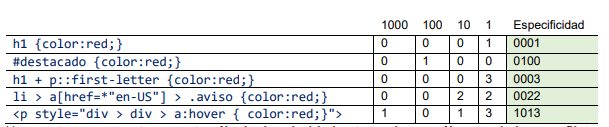 1000 100 10 1 Especificidad
h1 {color:red;} 0 0 0 1 0001
#destacado {color:red;} 0 1 0 0 0100
h1 + p::first-letter {color:red;} 0 0 0 3 0003
li > a[href=*"en-US"] > .aviso {color:red;} 0 0 2 2 0022
<p style="div > div > a:hover { color:red;}"> 1 0 1 3 1013